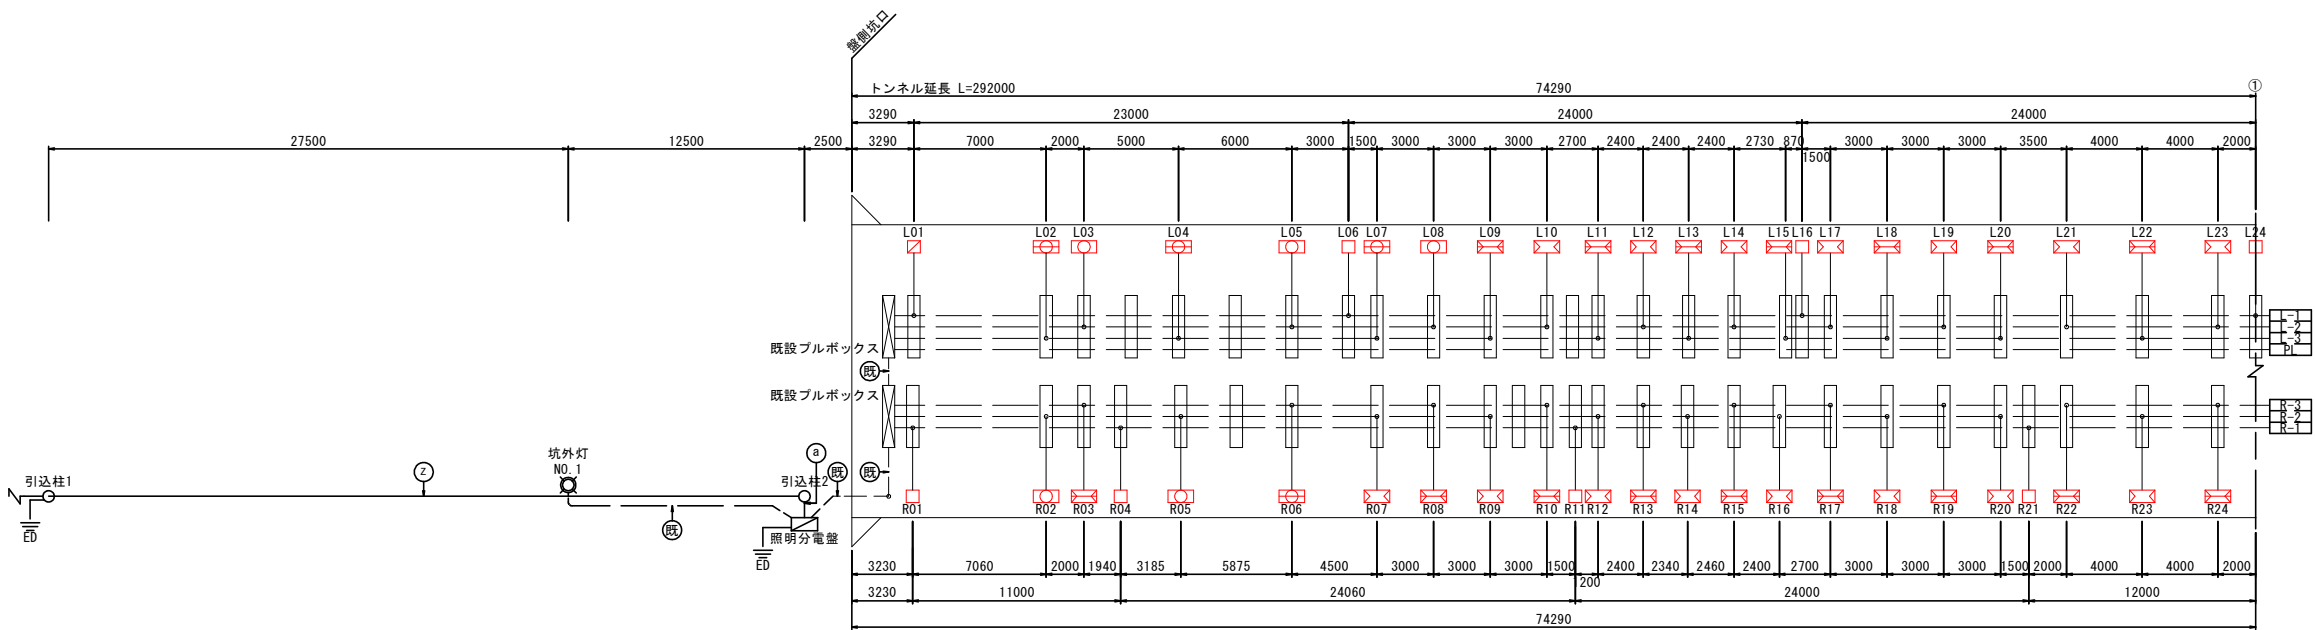 盤側坑口
トンネル延長 L=292000
74290
①
3290 23000 24000 24000
27500 12500 2500 3290 7000 2000 5000 6000 3000 1500 3000 3000 3000 2700 2400 2400 2400 2730 870 1500 3000 3000 3000 3500 4000 4000 2000
L01 L02 L03 L04 L05 L06 L07 L08 L09 L10 L11 L12 L13 L14 L15 L16 L17 L18 L19 L20 L21 L22 L23 L24
L-1
L-2
L-3
PL
既設プルボックス
既
既設プルボックス
R-3
R-2
R-1
坑外灯
NO.1
a
z
引込柱1
引込柱2
既
既
既
ED
照明分電盤
ED
R01 R02 R03 R04 R05 R06 R07 R08 R09 R10 R11 R12 R13 R14 R15 R16 R17 R18 R19 R20 R21 R22 R23 R24
3230 7060 2000 1940 3185 5875 4500 3000 3000 3000 1500 1200 2400 2340 2460 2400 2700 3000 3000 3000 1500 2000 4000 4000 2000
3230 11000 24060 24000 12000
74290